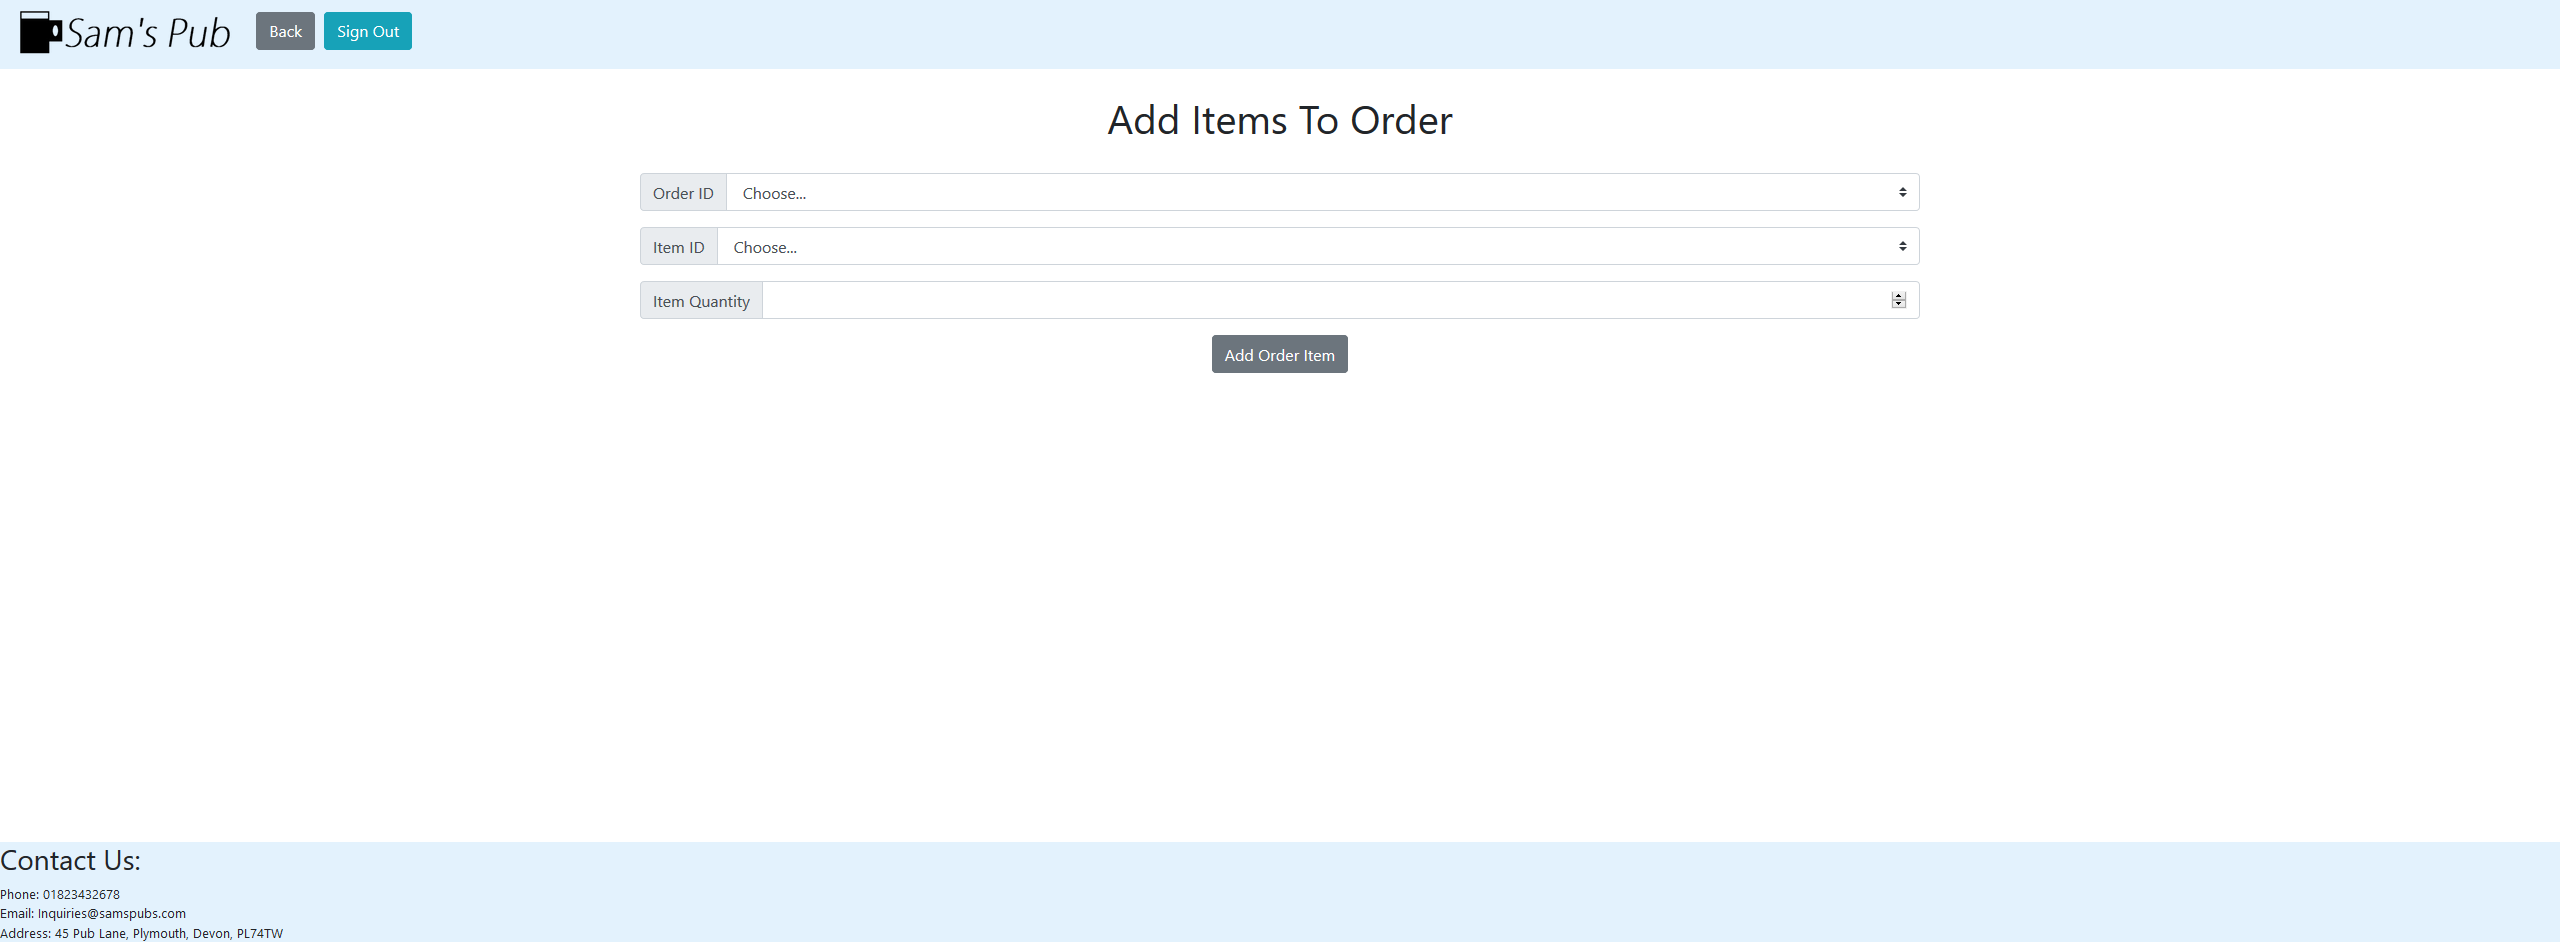 Sam's Pub Back Sign Out
Add Items To Order
Order ID Choose...
Item ID Choose...
Item Quantity
Add Order Item
Contact Us:
Phone: 01823432678
Email: Inquiries@samspubs.com
Address: 45 Pub Lane, Plymouth, Devon, PL74TW